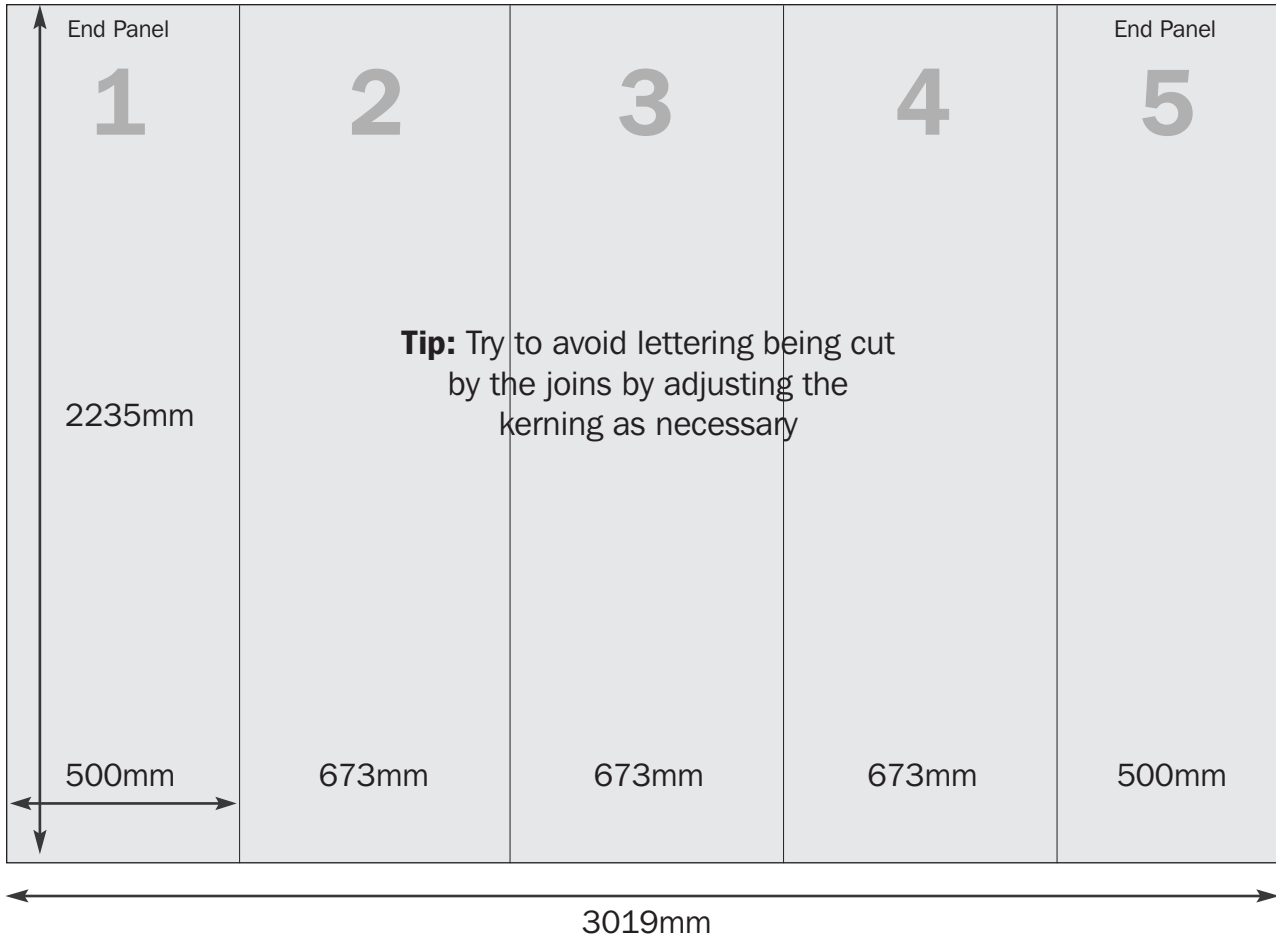 End Panel
End Panel
1
2
3
4
5
Tip: Try to avoid lettering being cut
by the joins by adjusting the
kerning as necessary
2235mm
500mm
673mm
673mm
673mm
500mm
3019mm